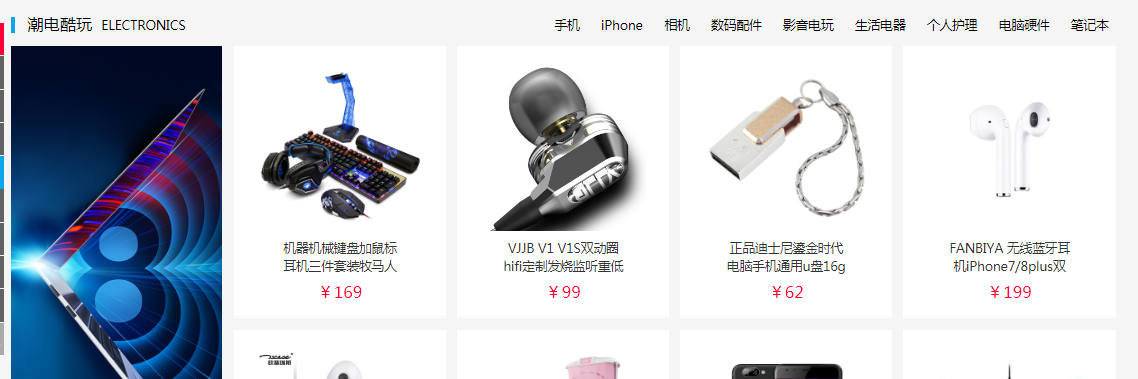 潮电酷玩 ELECTRONICS
手机 iPhone 相机 数码配件 影音电玩 生活电器 个人护理 电脑硬件 笔记本
机器机械键盘加鼠标
耳机三件套装牧马人
¥169
VJJB V1 V1S双动圈
hifi定制发烧监听重低
¥99
正品迪士尼鎏金时代
电脑手机通用u盘16g
¥62
FANBIYA 无线蓝牙耳
机iPhone7/8plus双
¥199